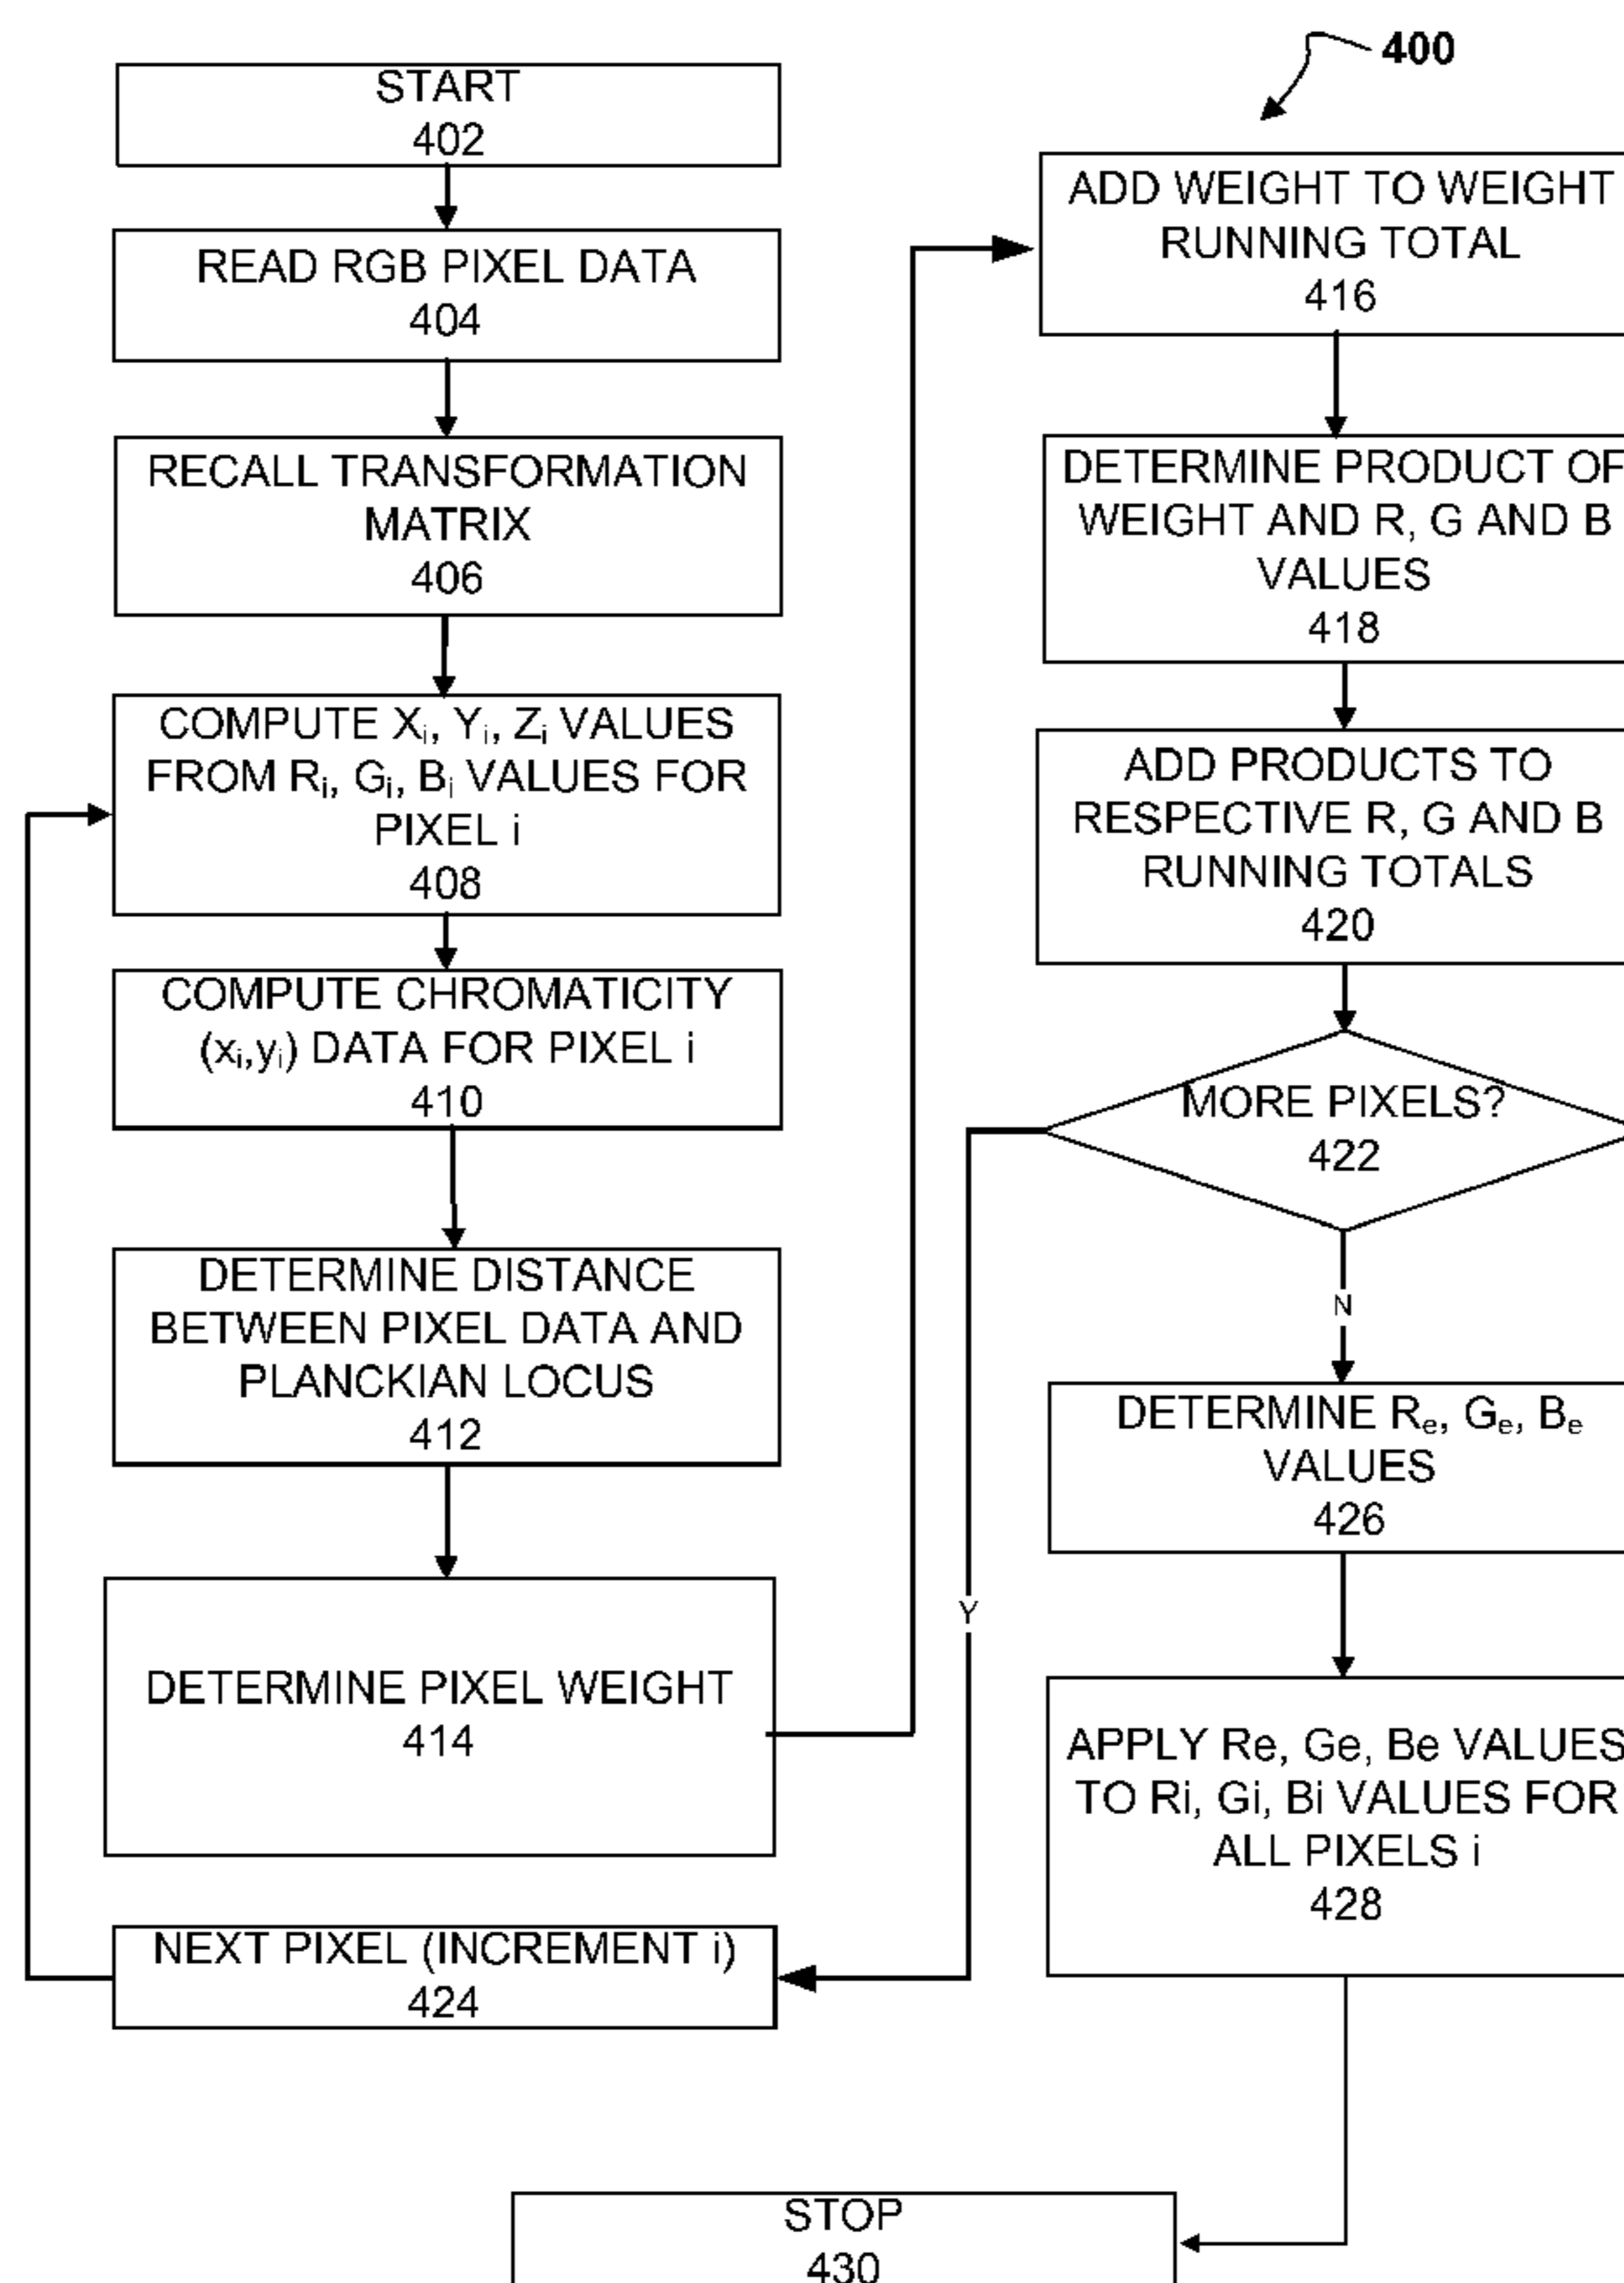 400
START
402
READ RGB PIXEL DATA
404
RECALL TRANSFORMATION
MATRIX
406
COMPUTE Xᵢ, Yᵢ, Zᵢ VALUES
FROM Rᵢ, Gᵢ, Bᵢ VALUES FOR
PIXEL i
408
COMPUTE CHROMATICITY
(xᵢ,yᵢ) DATA FOR PIXEL i
410
DETERMINE DISTANCE
BETWEEN PIXEL DATA AND
PLANCKIAN LOCUS
412
DETERMINE PIXEL WEIGHT
414
NEXT PIXEL (INCREMENT i)
424
ADD WEIGHT TO WEIGHT
RUNNING TOTAL
416
DETERMINE PRODUCT OF
WEIGHT AND R, G AND B
VALUES
418
ADD PRODUCTS TO
RESPECTIVE R, G AND B
RUNNING TOTALS
420
MORE PIXELS?
422
Y
N
DETERMINE Rₑ, Gₑ, Bₑ
VALUES
426
APPLY Re, Ge, Be VALUES
TO Ri, Gi, Bi VALUES FOR
ALL PIXELS i
428
STOP
430